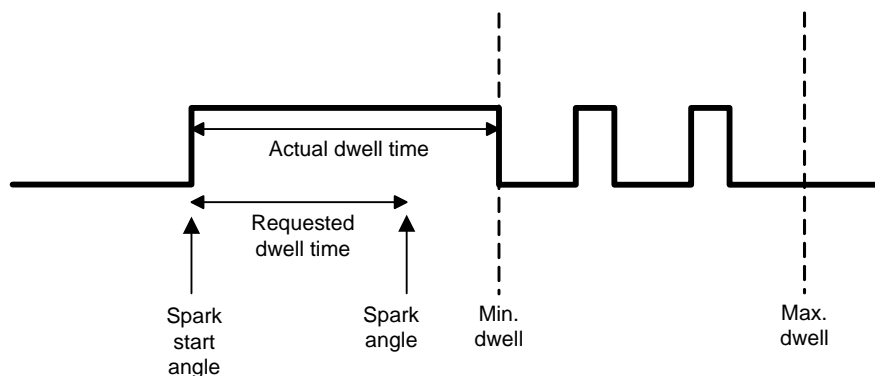 Actual dwell time
Requested
dwell time
Spark
start
angle
Spark
angle
Min.
dwell
Max.
dwell